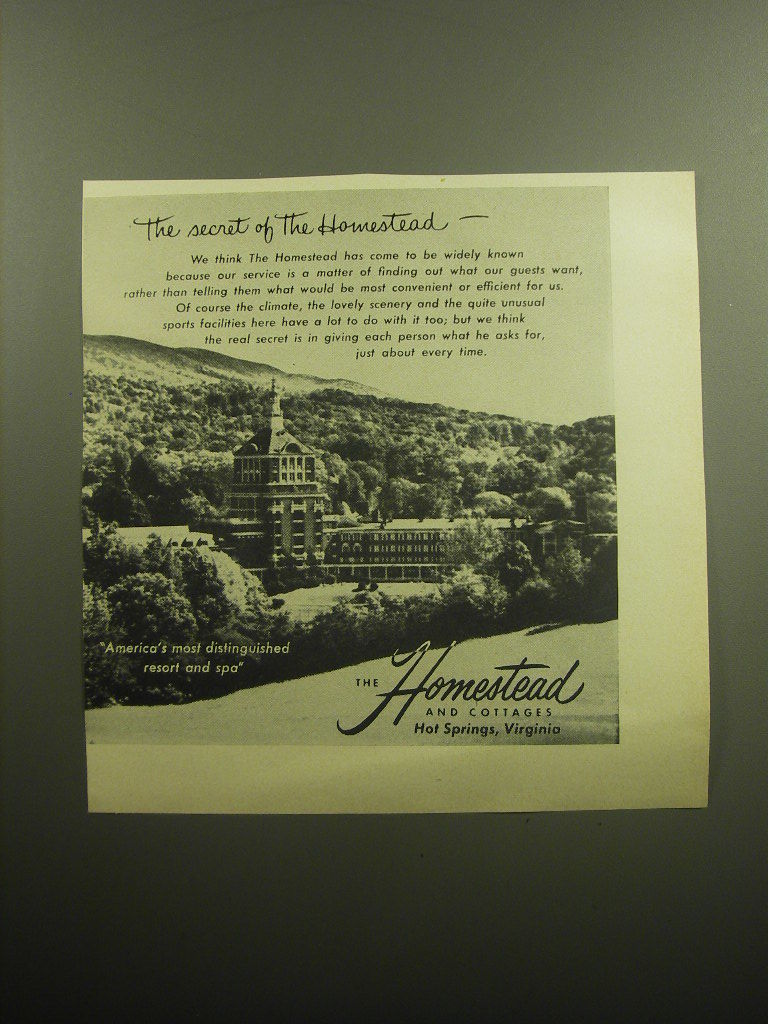 The secret of The Homestead —
We think The Homestead has come to be widely known
because our service is a matter of finding out what our guests want,
rather than telling them what would be most convenient or efficient for us.
Of course the climate, the lovely scenery and the quite unusual
sports facilities here have a lot to do with it too; but we think
the real secret is in giving each person what he asks for,
just about every time.
"America's most distinguished
resort and spa"
THE Homestead
AND COTTAGES
Hot Springs, Virginia